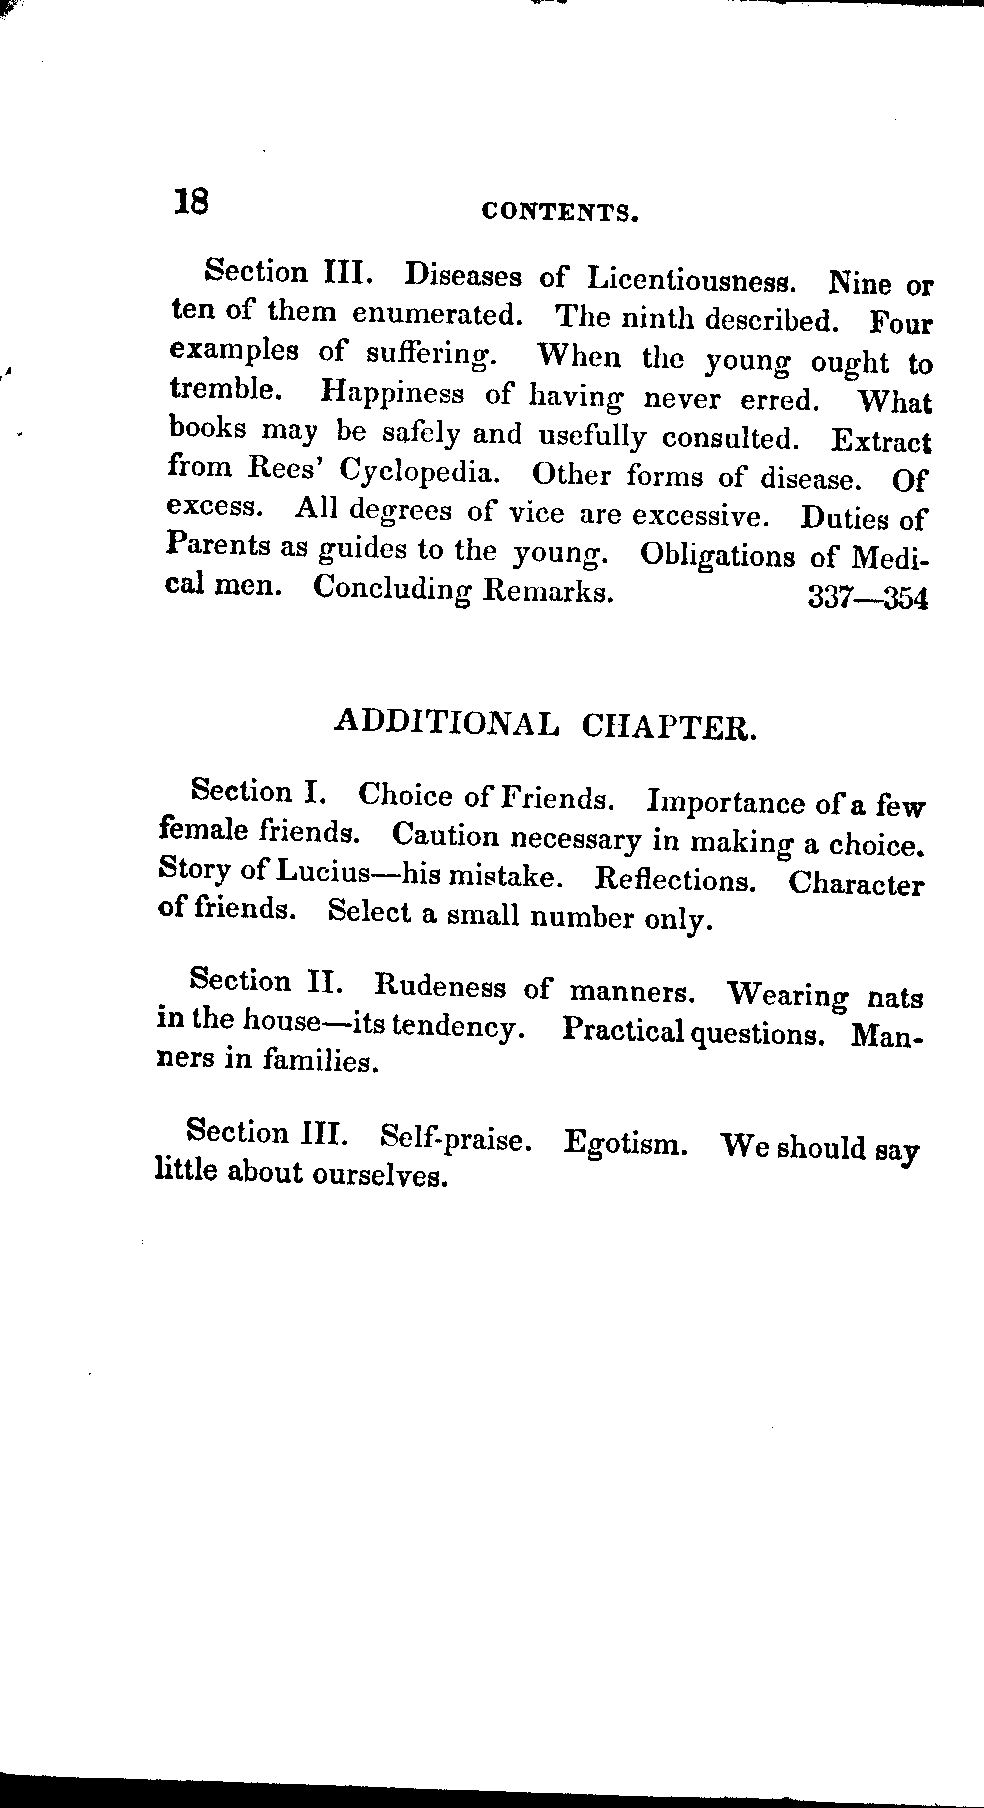 18 CONTENTS.
Section III. Diseases of Licentiousness. Nine or
ten of them enumerated. The ninth described. Four
examples of suffering. When the young ought to
tremble. Happiness of having never erred. What
books may be safely and usefully consulted. Extract
from Rees' Cyclopedia. Other forms of disease. Of
excess. All degrees of vice are excessive. Duties of
Parents as guides to the young. Obligations of Medi-
cal men. Concluding Remarks. 337—354
ADDITIONAL CHAPTER.
Section I. Choice of Friends. Importance of a few
female friends. Caution necessary in making a choice.
Story of Lucius—his mistake. Reflections. Character
of friends. Select a small number only.
Section II. Rudeness of manners. Wearing nats
in the house—its tendency. Practical questions. Man-
ners in families.
Section III. Self-praise. Egotism. We should say
little about ourselves.